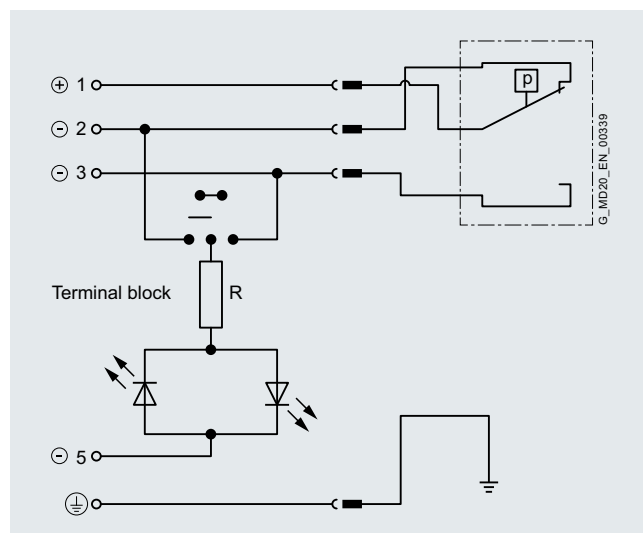 ⊕ 1
p
⊖ 2
⊖ 3
G_MD20_EN_00339
Terminal block
R
⊖ 5